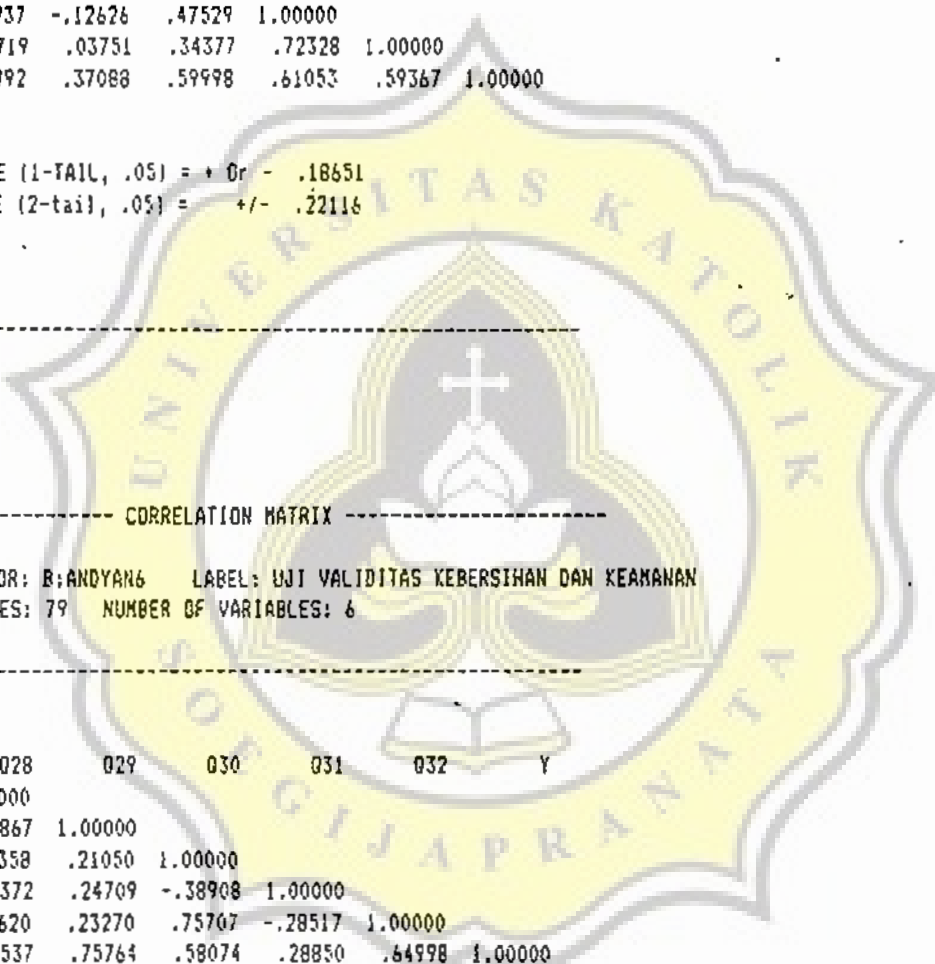 937 -.12626 .47529 1.00000
719 .03751 .34377 .72328 1.00000
.37088 .59998 .61053 .59367 1.00000
E (1-TAIL, .05) = + Or - .18651
E (2-tail, .05) = +/- .22116
UNIVERSITAS KATOLIK
---------- CORRELATION MATRIX ----------
OR: B:ANDYAN6 LABEL: UJI VALIDITAS KEBERSIHAN DAN KEAMANAN
ES: 79 NUMBER OF VARIABLES: 6
028 029 030 031 032 Y
000
867 1.00000
358 .21050 1.00000
372 .24709 -.38908 1.00000
620 .23270 .75707 -.28517 1.00000
537 .75764 .58074 .28850 .64998 1.00000
SOEGIJAPRANATA